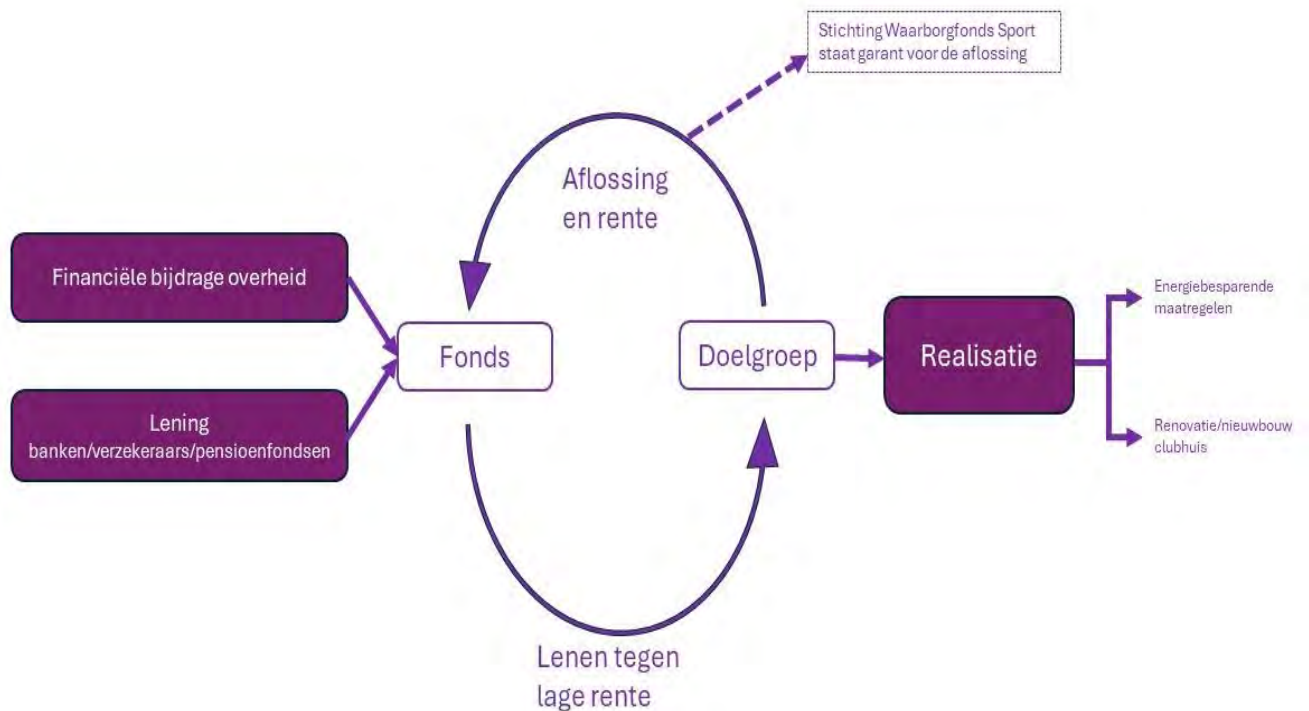 Stichting Waarborgfonds Sport
staat garant voor de aflossing
Aflossing
en rente
Financiële bijdrage overheid
Fonds
Doelgroep
Realisatie
Energiebesparende
maatregelen
Lening
banken/verzekeraars/pensioenfondsen
Renovatie/nieuwbouw
clubhuis
Lenen tegen
lage rente